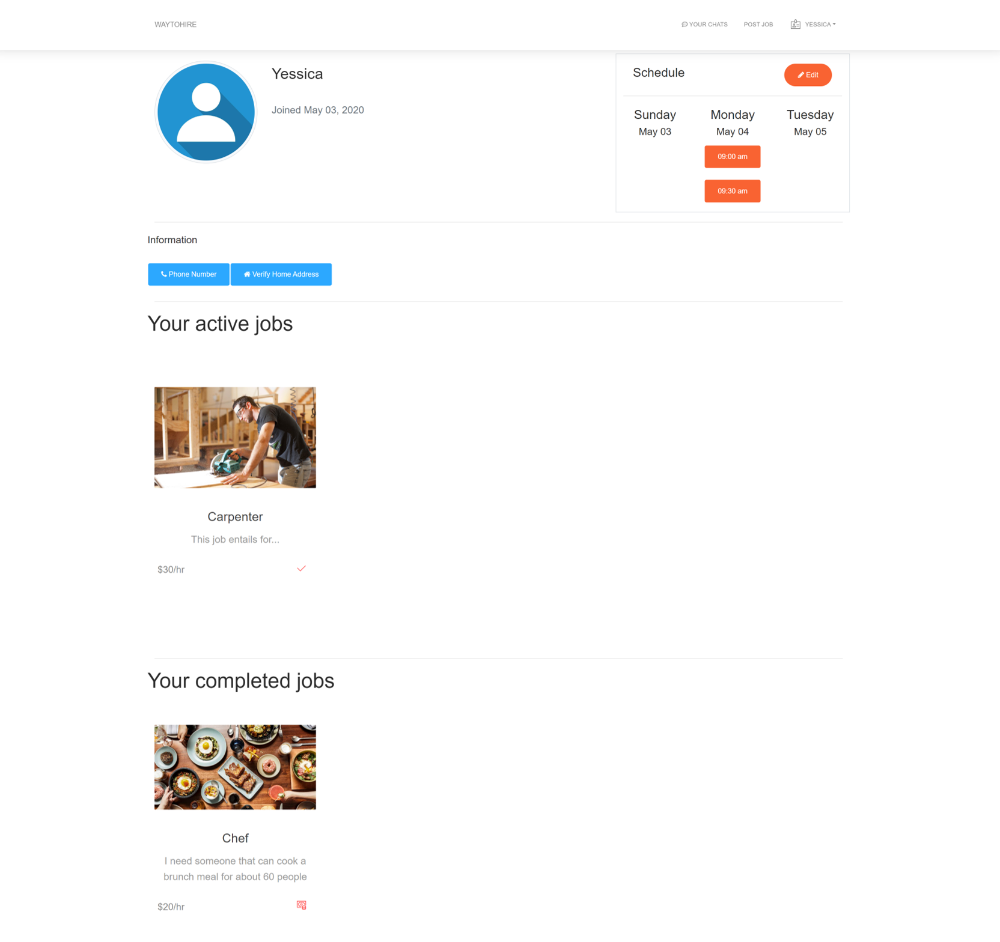 WAYTOHIRE
YOUR CHATS
POST JOB
YESSICA
Yessica
Joined May 03, 2020
Schedule
Edit
Sunday
May 03
Monday
May 04
09:00 am
09:30 am
Tuesday
May 05
Information
Phone Number
Verify Home Address
Your active jobs
Carpenter
This job entails for...
$30/hr
Your completed jobs
Chef
I need someone that can cook a
brunch meal for about 60 people
$20/hr